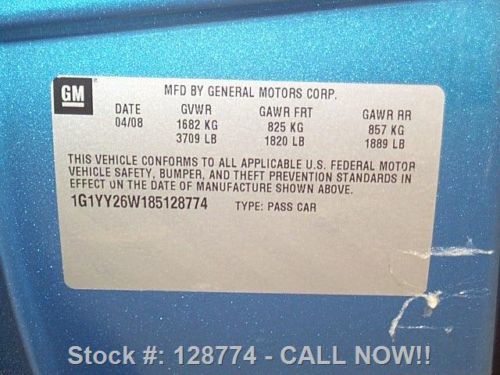 GM
MFD BY GENERAL MOTORS CORP.
DATE GVWR GAWR FRT GAWR RR
04/08 1682 KG 825 KG 857 KG
3709 LB 1820 LB 1889 LB
THIS VEHICLE CONFORMS TO ALL APPLICABLE U.S. FEDERAL MOTOR
VEHICLE SAFETY, BUMPER, AND THEFT PREVENTION STANDARDS IN
EFFECT ON THE DATE OF MANUFACTURE SHOWN ABOVE.
1G1YY26W185128774 TYPE: PASS CAR
Stock #: 128774 - CALL NOW!!